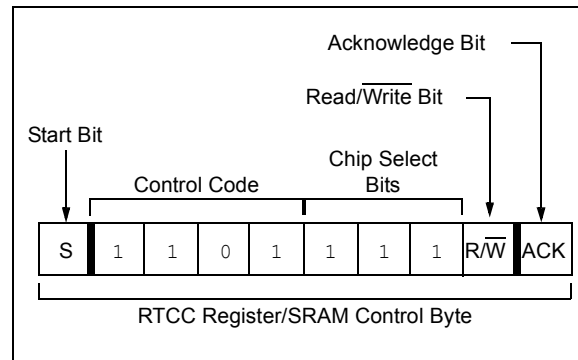 Acknowledge Bit
Read/Write Bit
Start Bit
Chip Select
Control Code Bits
S 1 1 0 1 1 1 1 R/W ACK
RTCC Register/SRAM Control Byte